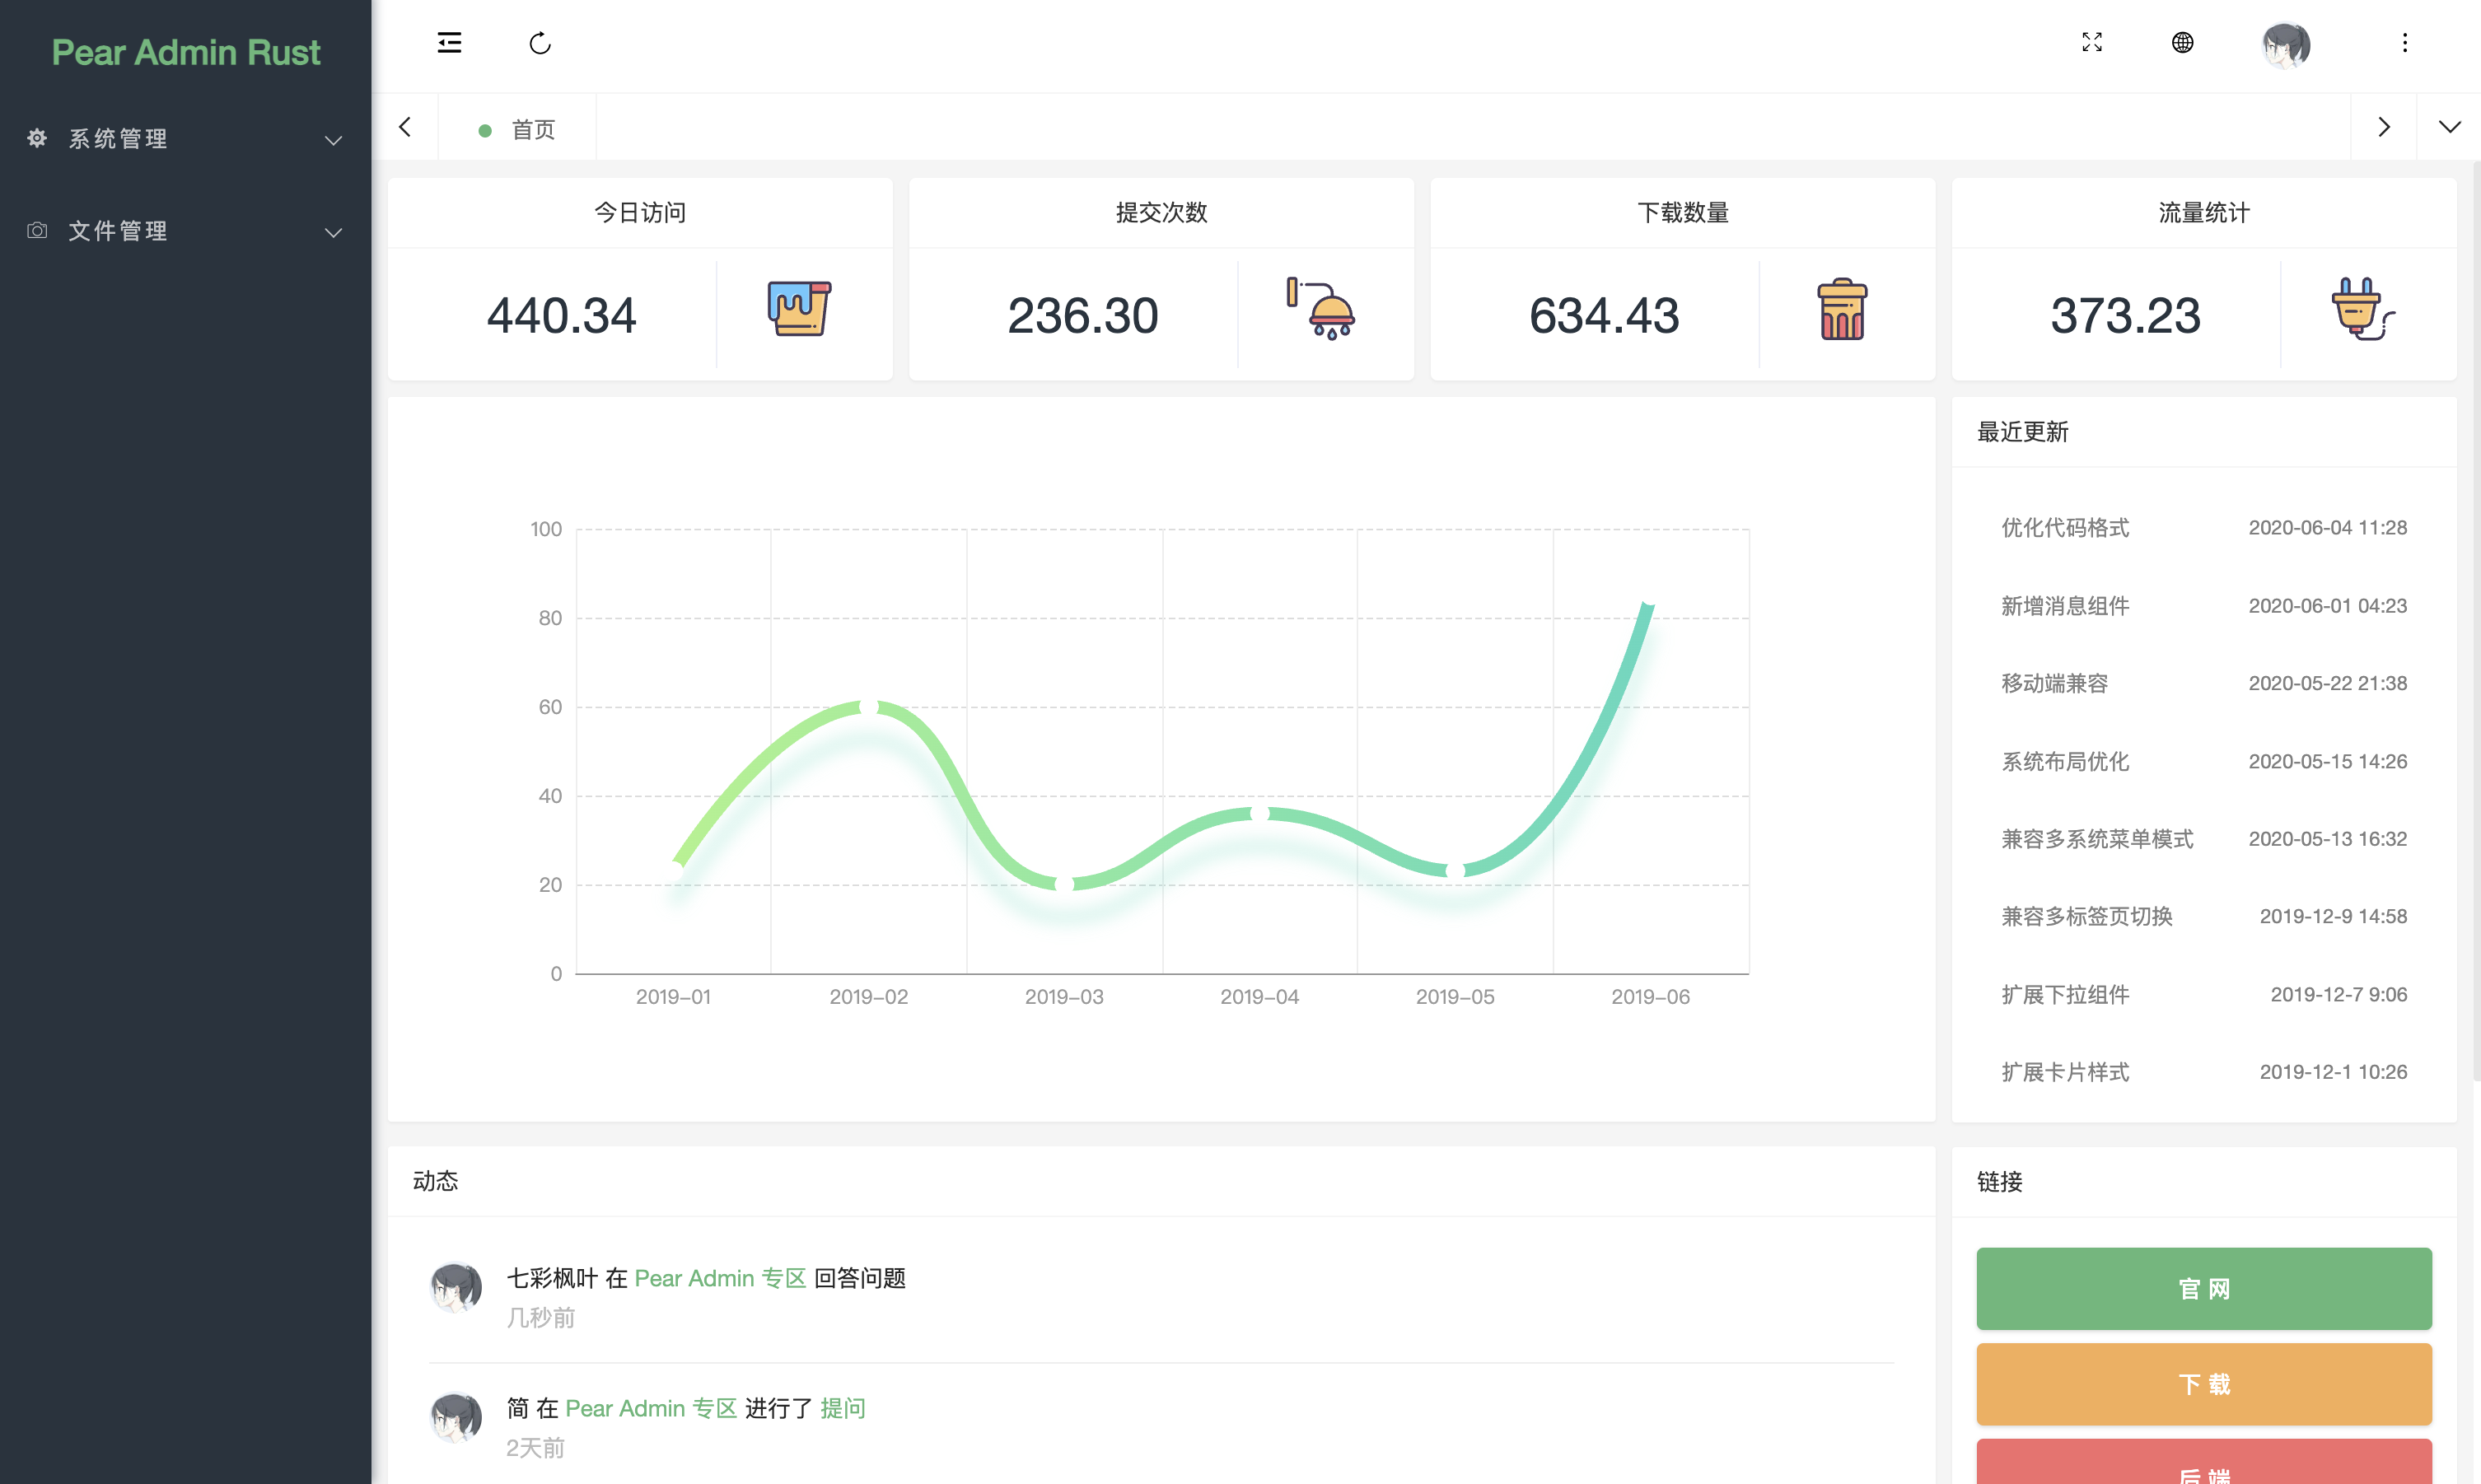 Pear Admin Rust
系统管理
文件管理
首页
今日访问
440.34
提交次数
236.30
下载数量
634.43
流量统计
373.23
100
80
60
40
20
0
2019-01
2019-02
2019-03
2019-04
2019-05
2019-06
最近更新
优化代码格式 2020-06-04 11:28
新增消息组件 2020-06-01 04:23
移动端兼容 2020-05-22 21:38
系统布局优化 2020-05-15 14:26
兼容多系统菜单模式 2020-05-13 16:32
兼容多标签页切换 2019-12-9 14:58
扩展下拉组件 2019-12-7 9:06
扩展卡片样式 2019-12-1 10:26
动态
七彩枫叶 在 Pear Admin 专区 回答问题
几秒前
简 在 Pear Admin 专区 进行了 提问
2天前
链接
官网
下载
后端